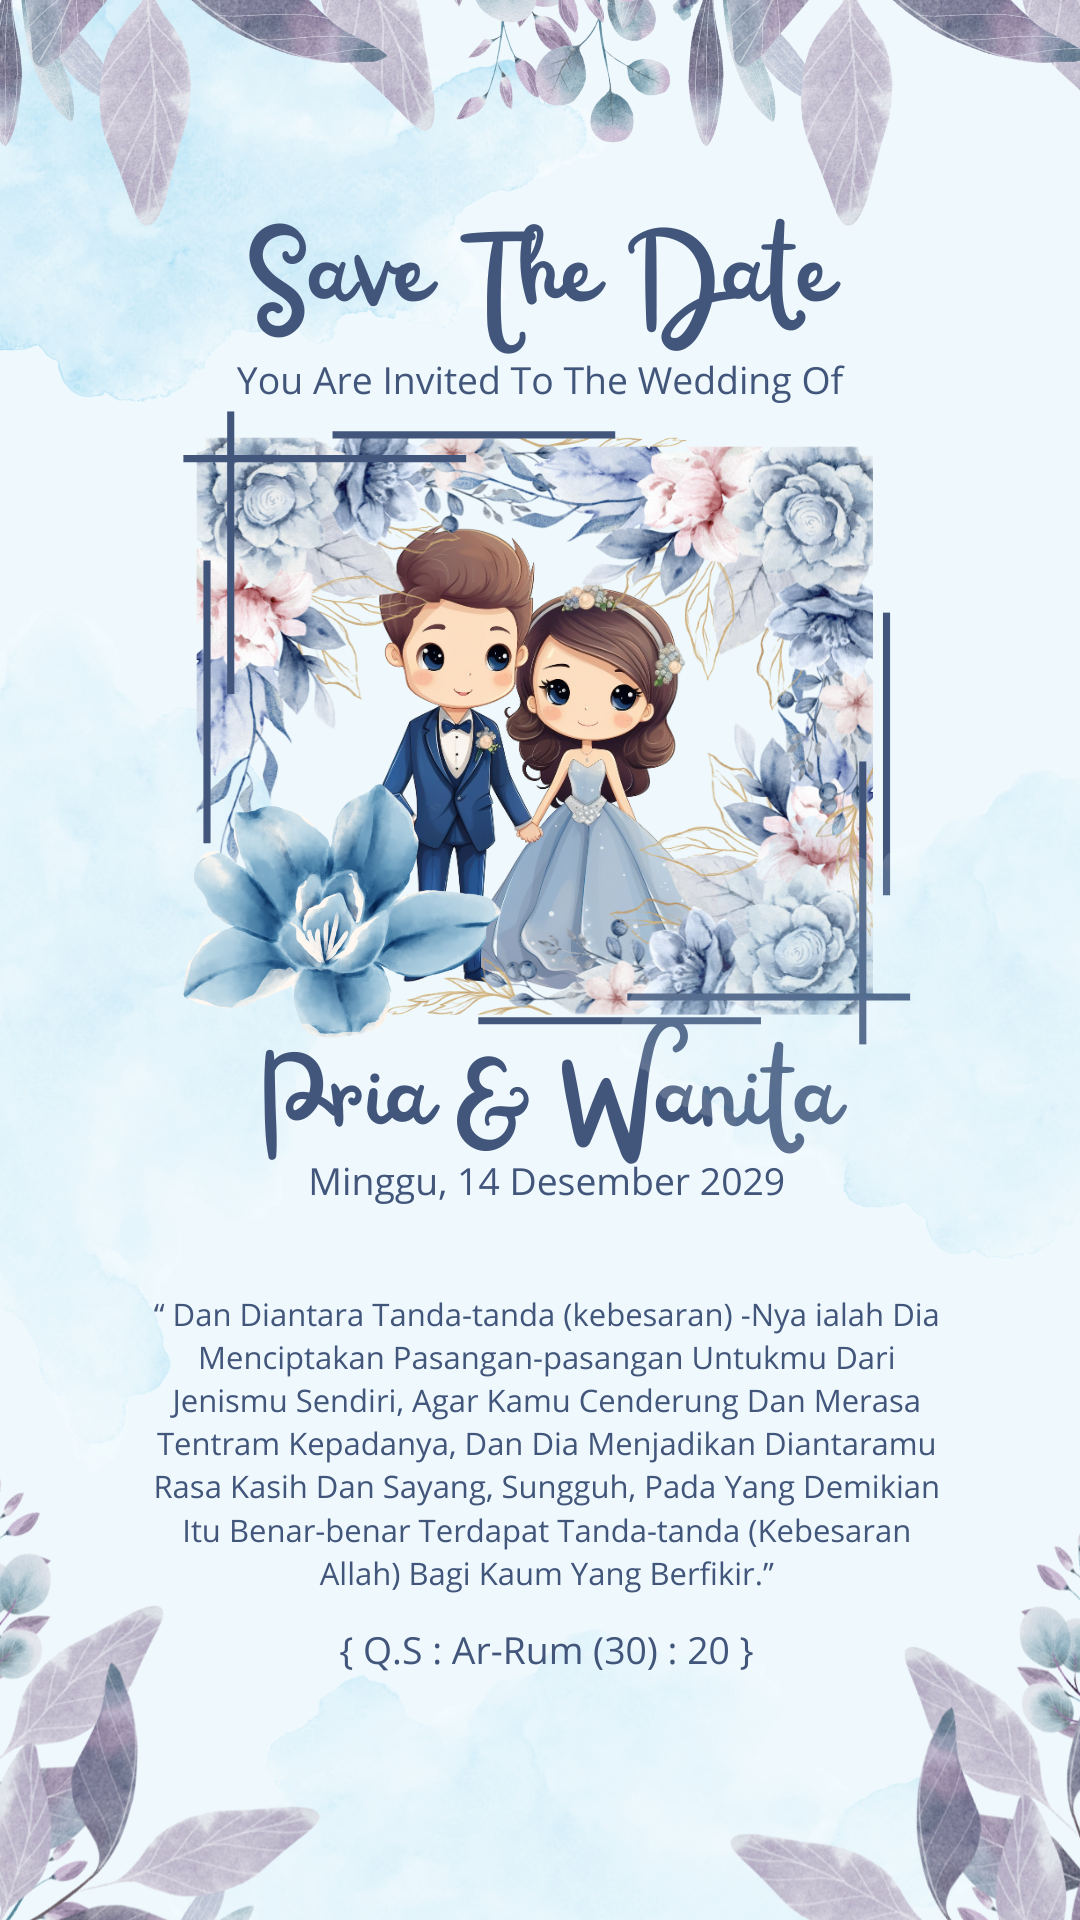 Save The Date
You Are Invited To The Wedding Of
Pria & Wanita
Minggu, 14 Desember 2029
“ Dan Diantara Tanda-tanda (kebesaran) -Nya ialah Dia
Menciptakan Pasangan-pasangan Untukmu Dari
Jenismu Sendiri, Agar Kamu Cenderung Dan Merasa
Tentram Kepadanya, Dan Dia Menjadikan Diantaramu
Rasa Kasih Dan Sayang, Sungguh, Pada Yang Demikian
Itu Benar-benar Terdapat Tanda-tanda (Kebesaran
Allah) Bagi Kaum Yang Berfikir.”
{ Q.S : Ar-Rum (30) : 20 }